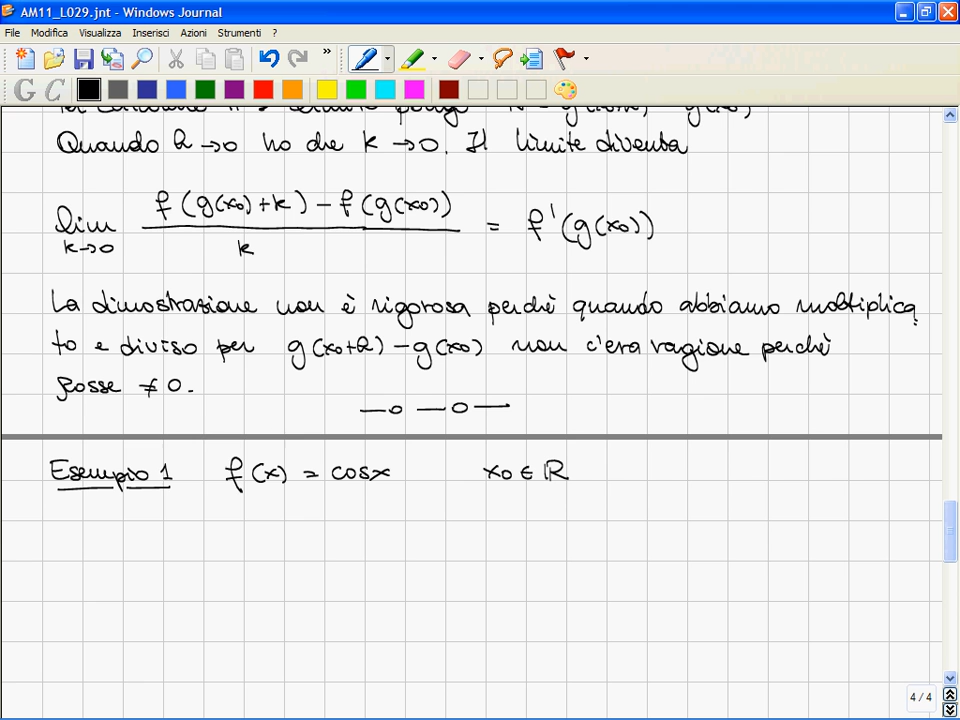 AM11_L029.jnt - Windows Journal
File Modifica Visualizza Inserisci Azioni Strumenti ?
Quando h → 0 ho che k → 0. Il limite diventa
lim k→0 f(g(x0)+k) - f(g(x0)) / k = f'(g(x0))
La dimostrazione non è rigorosa perché quando abbiamo moltiplica
to e diviso per g(x0+h) - g(x0) non c'era ragione perché
fosse ≠ 0.
Esempio 1 f(x) = cosx x0 ∈ ℝ
4 / 4